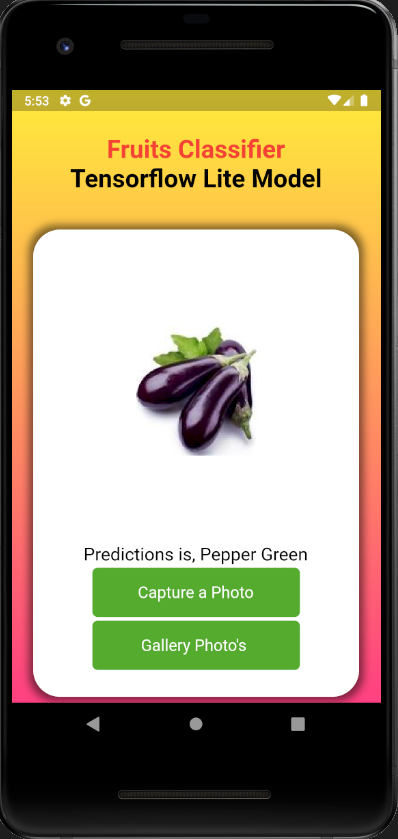 5:53 G
Fruits Classifier
Tensorflow Lite Model
Predictions is, Pepper Green
Capture a Photo
Gallery Photo's